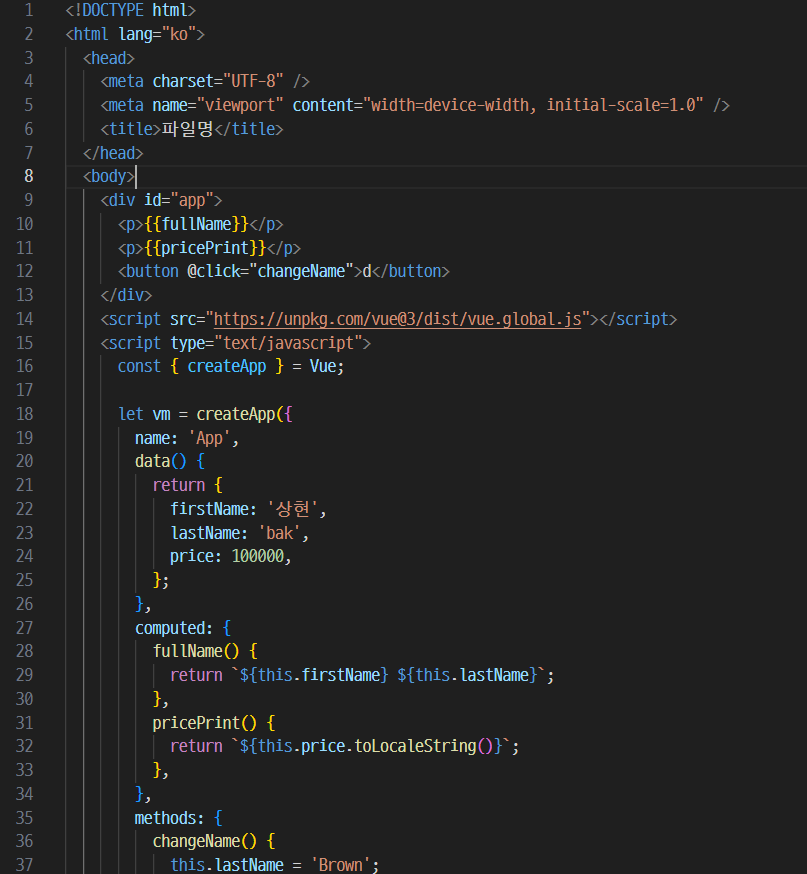 1 <!DOCTYPE html>
2 <html lang="ko">
3 <head>
4 <meta charset="UTF-8" />
5 <meta name="viewport" content="width=device-width, initial-scale=1.0" />
6 <title>파일명</title>
7 </head>
8 <body>
9 <div id="app">
10 <p>{{fullName}}</p>
11 <p>{{pricePrint}}</p>
12 <button @click="changeName">d</button>
13 </div>
14 <script src="https://unpkg.com/vue@3/dist/vue.global.js"></script>
15 <script type="text/javascript">
16 const { createApp } = Vue;
17
18 let vm = createApp({
19 name: 'App',
20 data() {
21 return {
22 firstName: '상현',
23 lastName: 'bak',
24 price: 100000,
25 };
26 },
27 computed: {
28 fullName() {
29 return `${this.firstName} ${this.lastName}`;
30 },
31 pricePrint() {
32 return `${this.price.toLocaleString()}`;
33 },
34 },
35 methods: {
36 changeName() {
37 this.lastName = 'Brown';